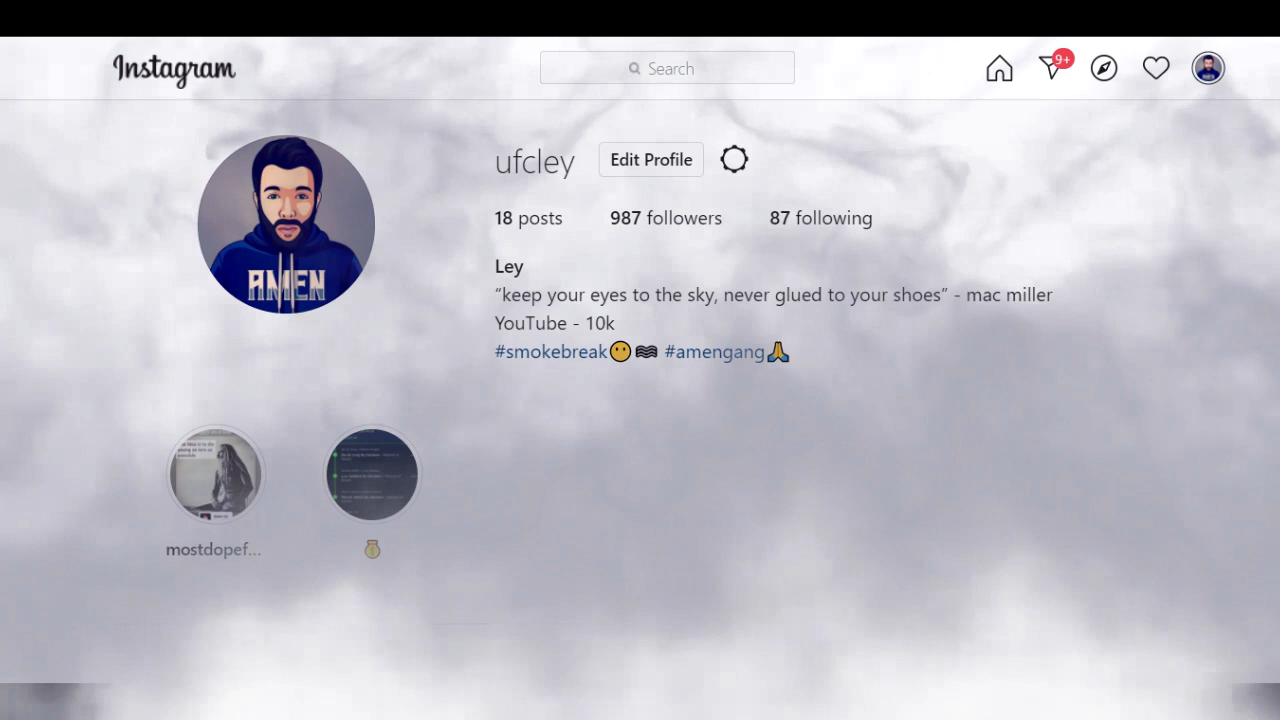 Instagram
Search
9+
ufcley
Edit Profile
18 posts
987 followers
87 following
AMEN
Ley
“keep your eyes to the sky, never glued to your shoes” - mac miller
YouTube - 10k
#smokebreak😶🌫 #amengang🙏
mostdopef...
💰